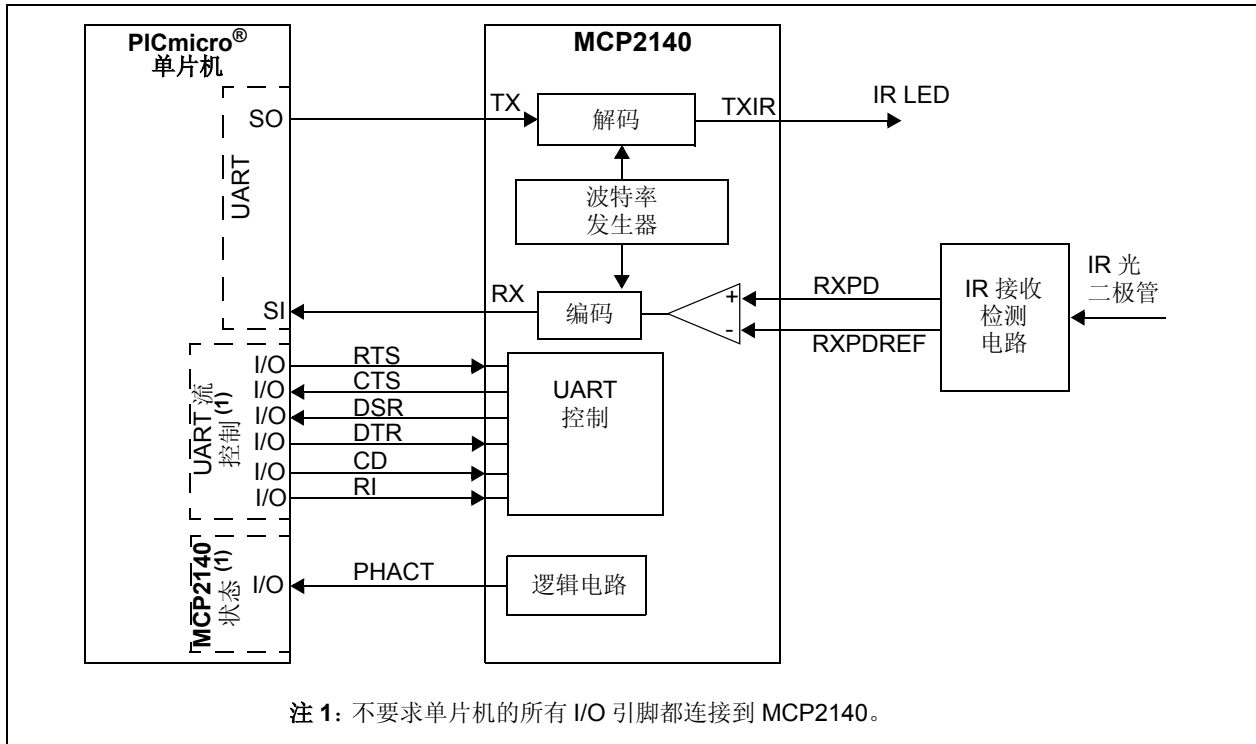 PICmicro®
单片机
MCP2140
SO
TX
解码
TXIR
IR LED
UART
波特率
发生器
SI
RX
编码
+
-
RXPD
RXPDREF
IR 接收
检测
电路
IR 光
二极管
UART 流
控制(1)
I/O
RTS
I/O
CTS
I/O
DSR
I/O
DTR
I/O
CD
I/O
RI
UART
控制
MCP2140
状态(1)
I/O
PHACT
逻辑电路
注 1: 不要求单片机的所有 I/O 引脚都连接到 MCP2140。